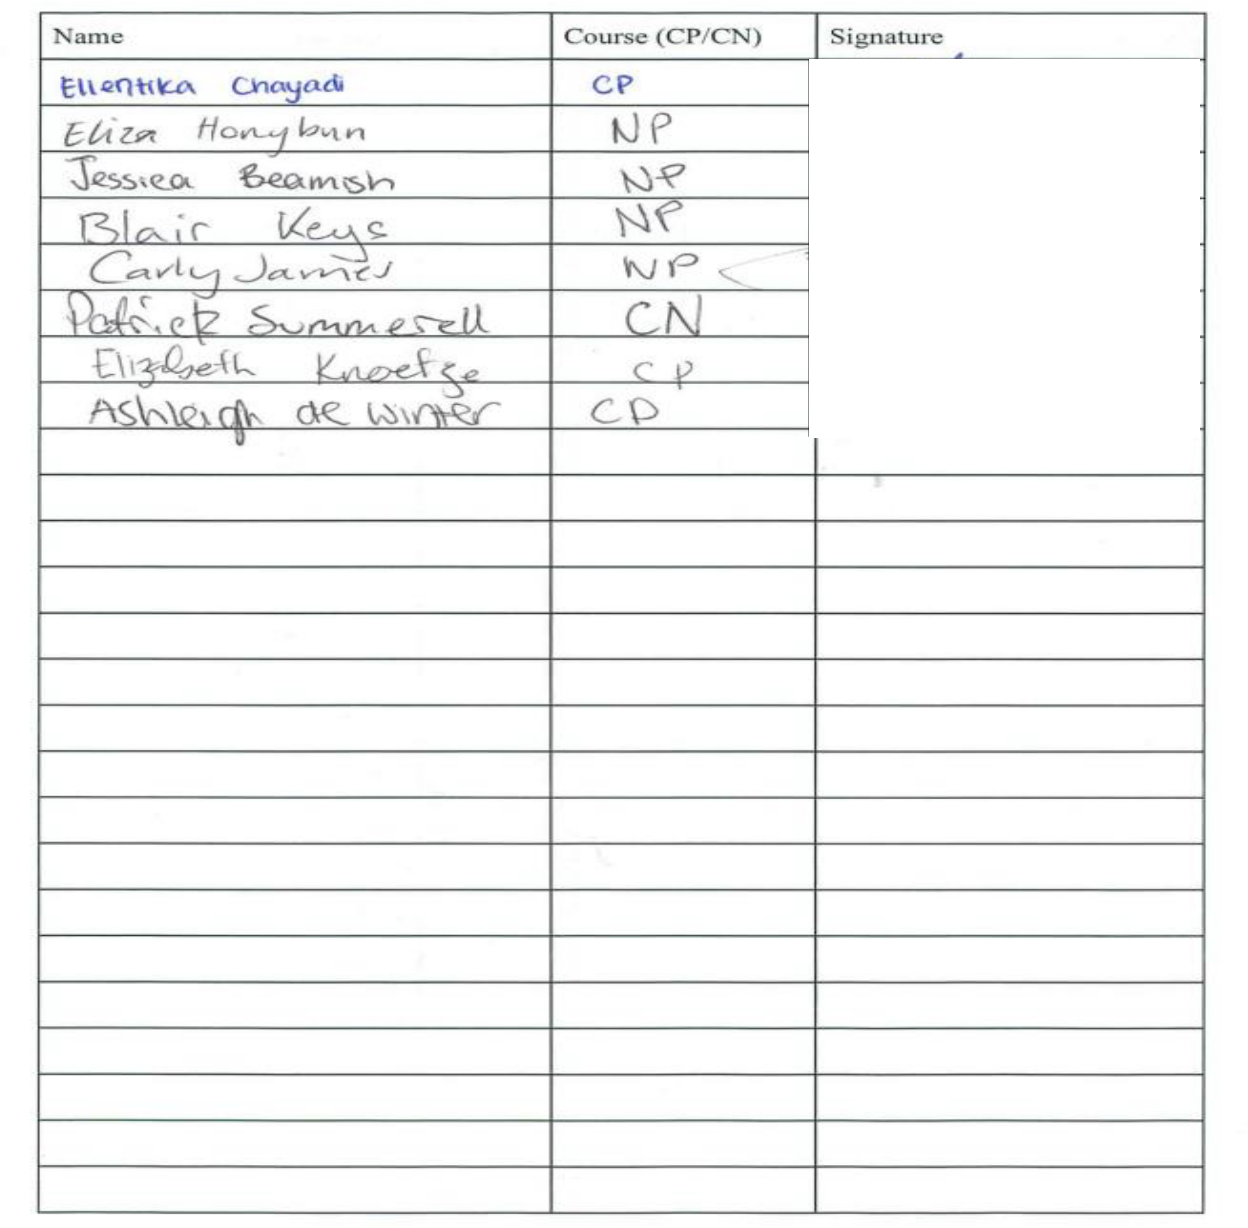 Name Course (CP/CN) Signature
Ellentika Chayadi CP
Eliza Honybun NP
Jessica Beamish NP
Blair Keys NP
Carly James NP
Patrick Summerell CN
Elizabeth Knoetze CP
Ashleigh de Winter CP